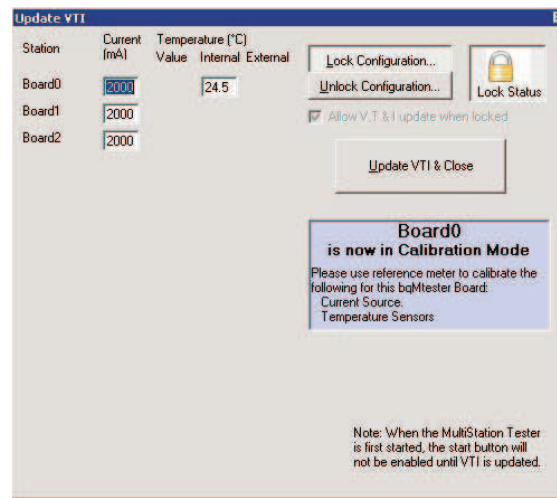 Update VTI
Station
Current (mA)
Temperature (°C)
Value Internal External
Board0 2000 24.5
Board1 2000
Board2 2000
Lock Configuration...
Unlock Configuration...
Lock Status
Allow V,T & I update when locked
Update VTI & Close
Board0
is now in Calibration Mode
Please use reference meter to calibrate the
following for this bqMtester Board:
Current Source.
Temperature Sensors
Note: When the MultiStation Tester
is first started, the start button will
not be enabled until VTI is updated.